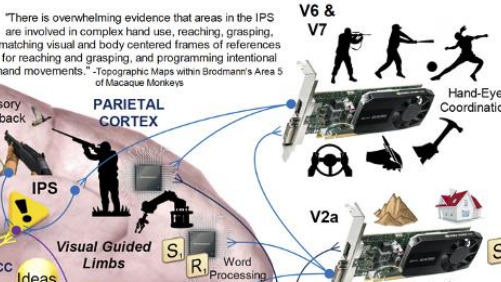 "There is overwhelming evidence that areas in the IPS
are involved in complex hand use, reaching, grasping,
matching visual and body centered frames of references
for reaching and grasping, and programming intentional
hand movements." -Topographic Maps within Brodmann's Area 5
of Macaque Monkeys
V6 &
V7
Hand-Eye
Coordination
PARIETAL
CORTEX
IPS
Visual Guided
Limbs
V2a
S1
R1
Word
Processing
Ideas